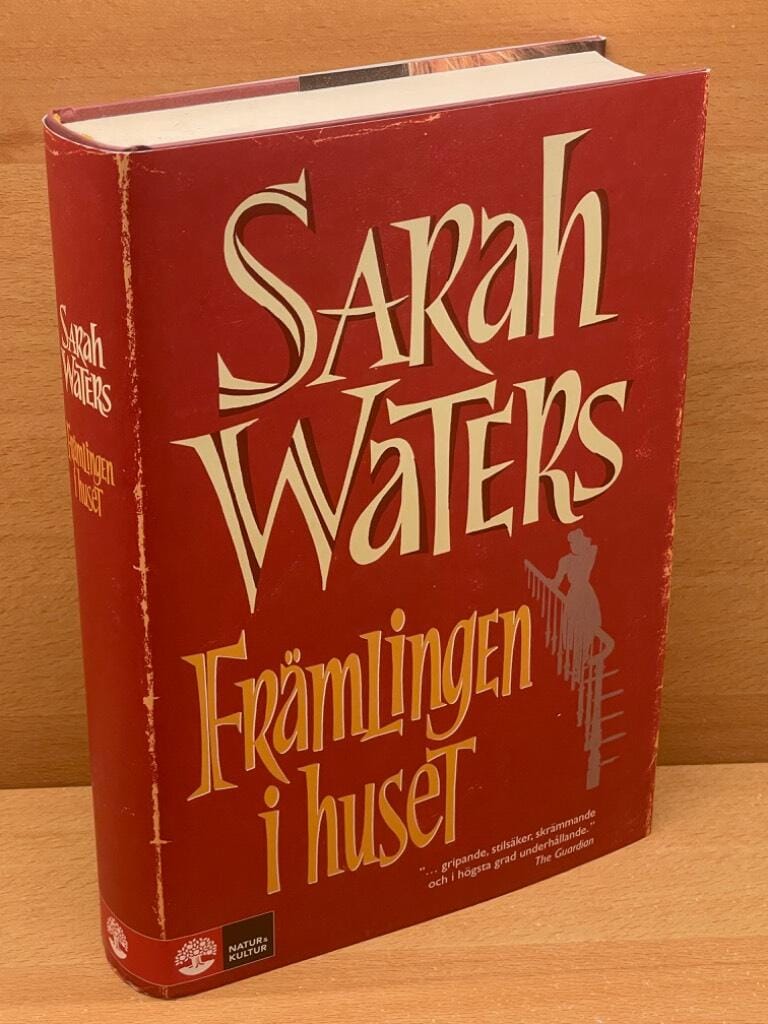 SARah
WaTERS
FRÄMLingEN
i huseT
SARah
WaTERS
FRÄMLingEN
i huseT
"... gripande, stilsäker, skrämmande
och i högsta grad underhållande."
The Guardian
NATUR&
KULTUR